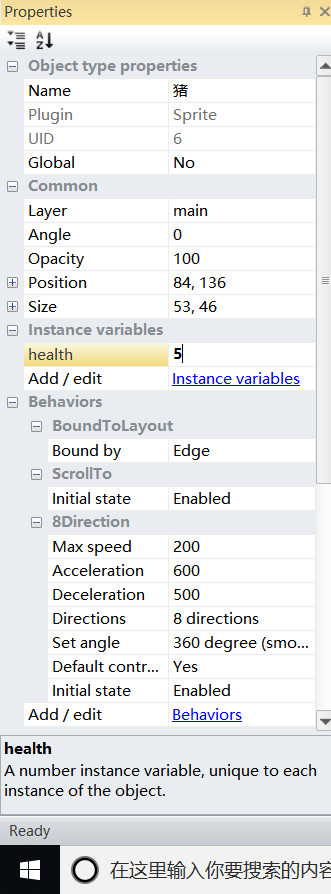 Properties
Object type properties
Name 猪
Plugin Sprite
UID 6
Global No
Common
Layer main
Angle 0
Opacity 100
Position 84, 136
Size 53, 46
Instance variables
health 5
Add / edit Instance variables
Behaviors
BoundToLayout
Bound by Edge
ScrollTo
Initial state Enabled
8Direction
Max speed 200
Acceleration 600
Deceleration 500
Directions 8 directions
Set angle 360 degree (smo...
Default contr... Yes
Initial state Enabled
Add / edit Behaviors
health
A number instance variable, unique to each
instance of the object.
Ready
在这里输入你要搜索的内容